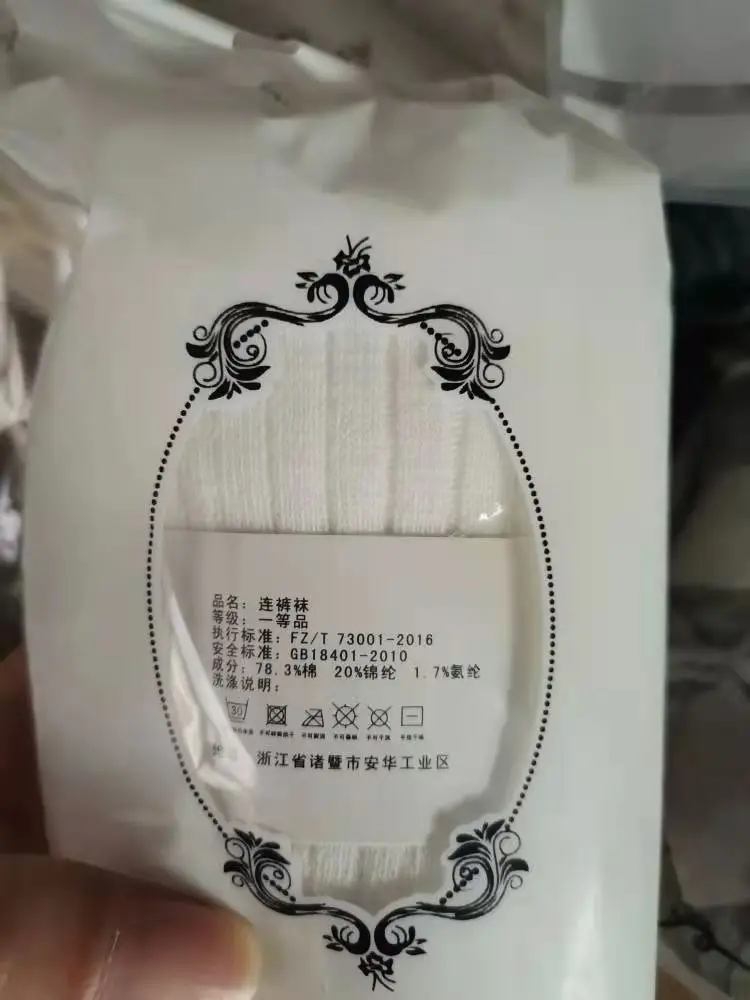 品名：连裤袜
等级：一等品
执行标准：FZ/T 73001-2016
安全标准：GB18401-2010
成分：78.3%棉 20%锦纶 1.7%氨纶
洗涤说明：
30
浙江省诸暨市安华工业区